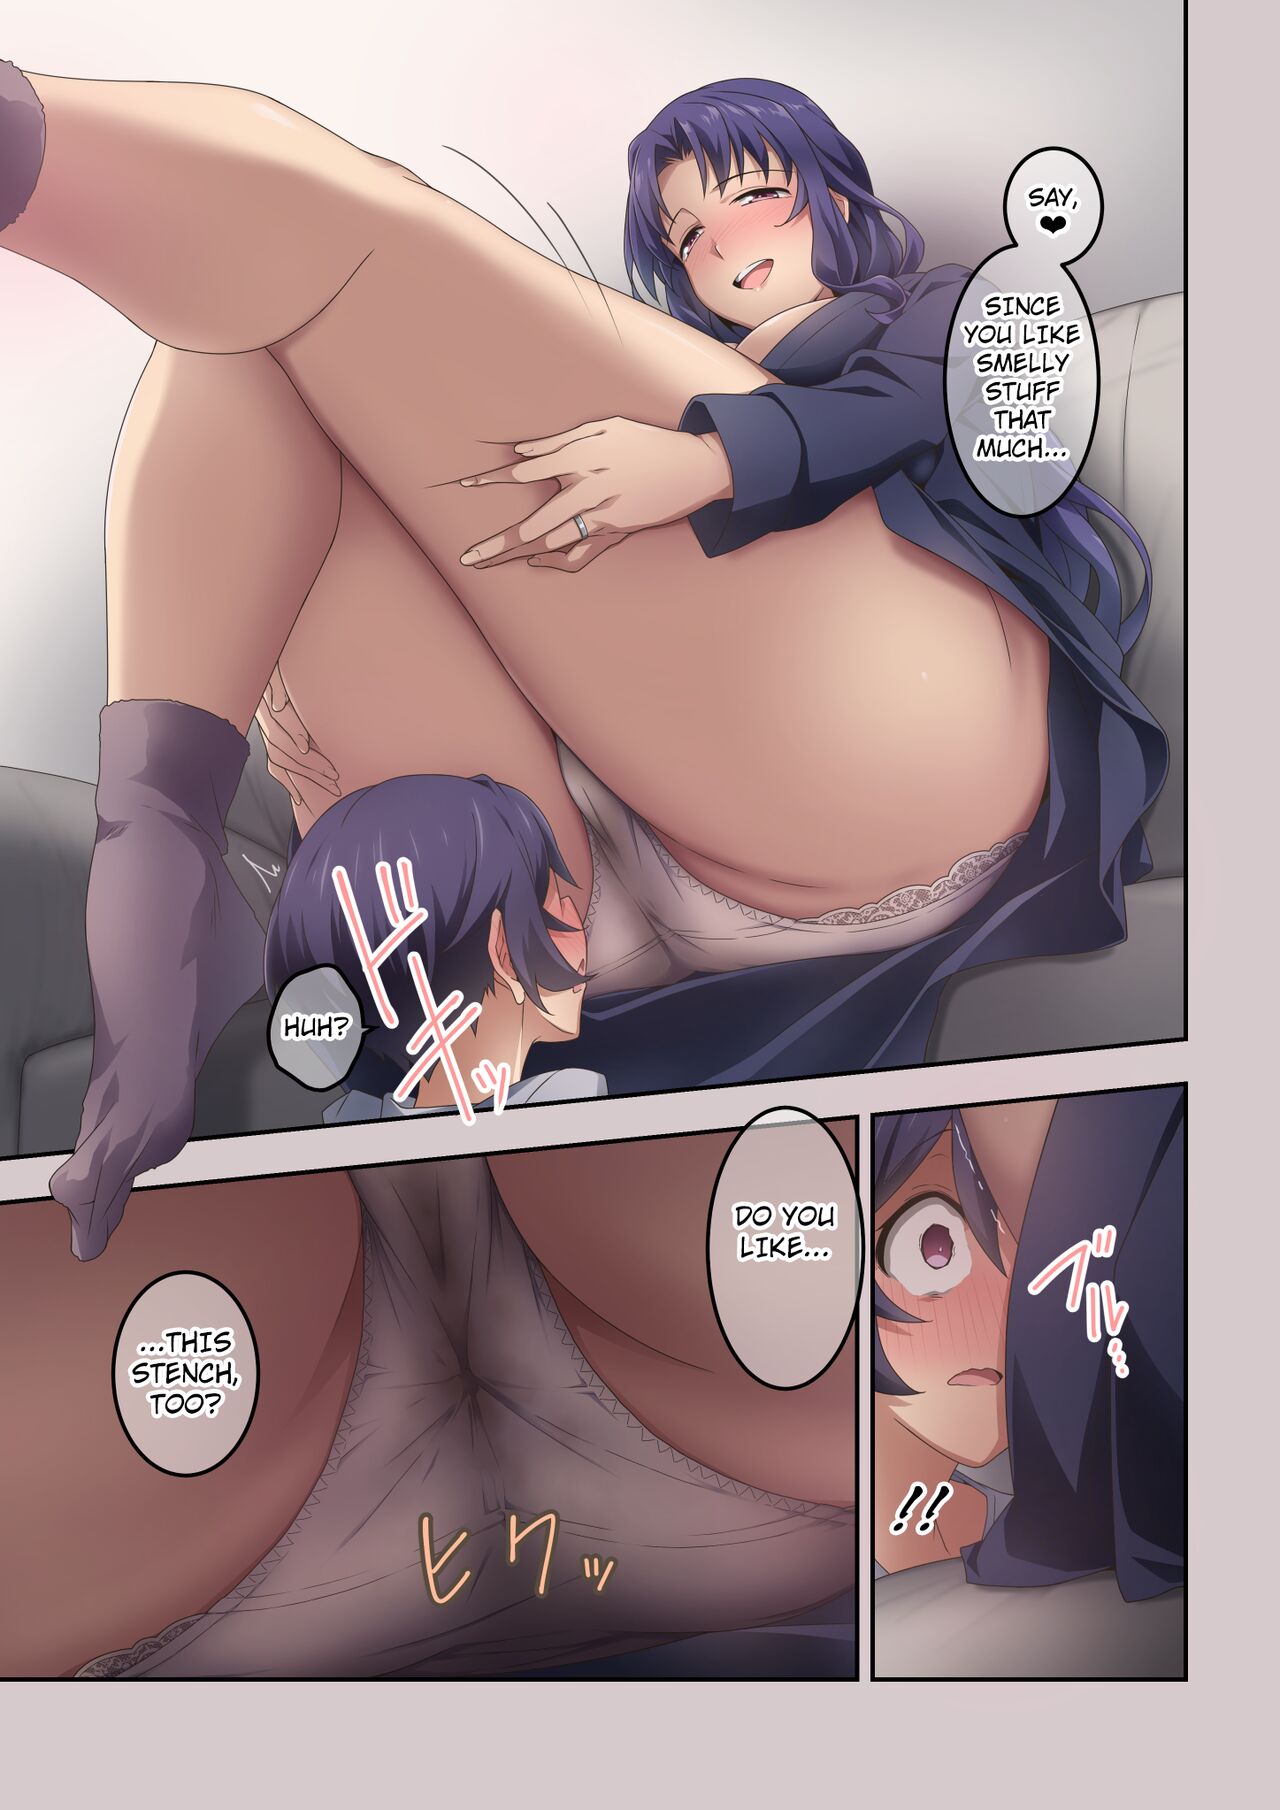 SAY,
❤
SINCE
YOU LIKE
SMELLY
STUFF
THAT
MUCH...
HUH?
ドキッ
DO YOU
LIKE...
ブルッ
!!
...THIS
STENCH,
TOO?
ヒクッ